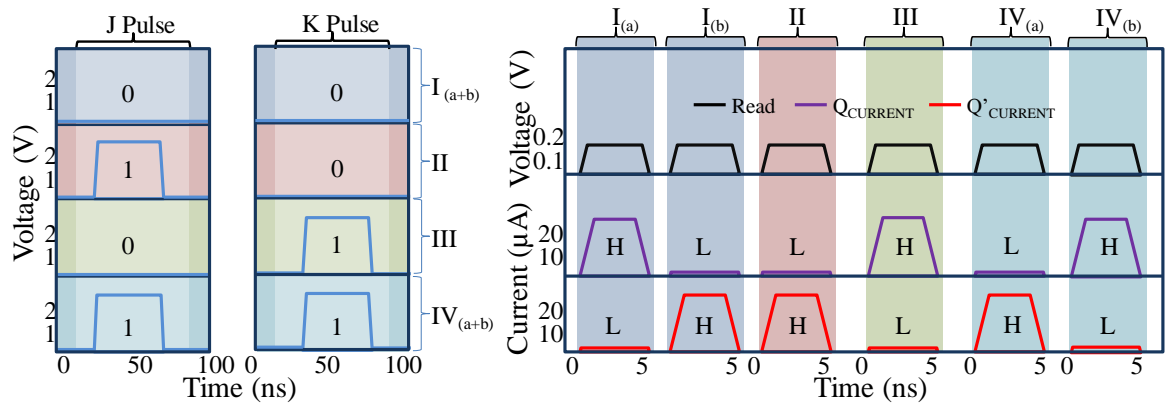 J Pulse
K Pulse
Voltage (V)
2
1
0
0
I (a+b)
2
1
1
0
II
2
1
0
1
III
2
1
1
1
IV(a+b)
0 50 100
0 50 100
Time (ns)
I(a) I(b) II III IV(a) IV(b)
Voltage (V)
Read QCURRENT Q’CURRENT
0.2
0.1
Current (µA)
20
10
H L L H L H
20
10
L H H L H L
0 5 0 5 0 5 0 5 0 5 0 5
Time (ns)